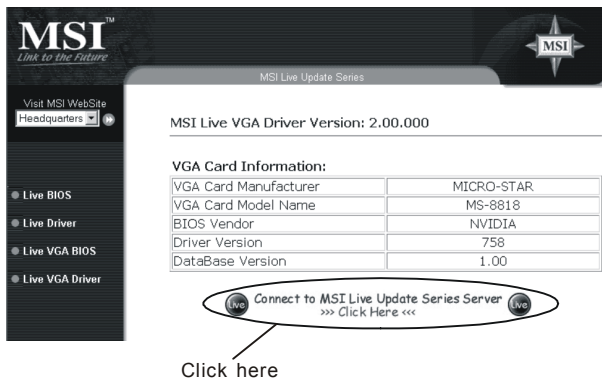 MSI™
Link to the Future
MSI
MSI Live Update Series
Visit MSI WebSite
Headquarters
Live BIOS
Live Driver
Live VGA BIOS
Live VGA Driver
MSI Live VGA Driver Version: 2.00.000
VGA Card Information:
VGA Card Manufacturer MICRO-STAR
VGA Card Model Name MS-8818
BIOS Vendor NVIDIA
Driver Version 758
DataBase Version 1.00
Live Connect to MSI Live Update Series Server Live
>>> Click Here <<<
Click here